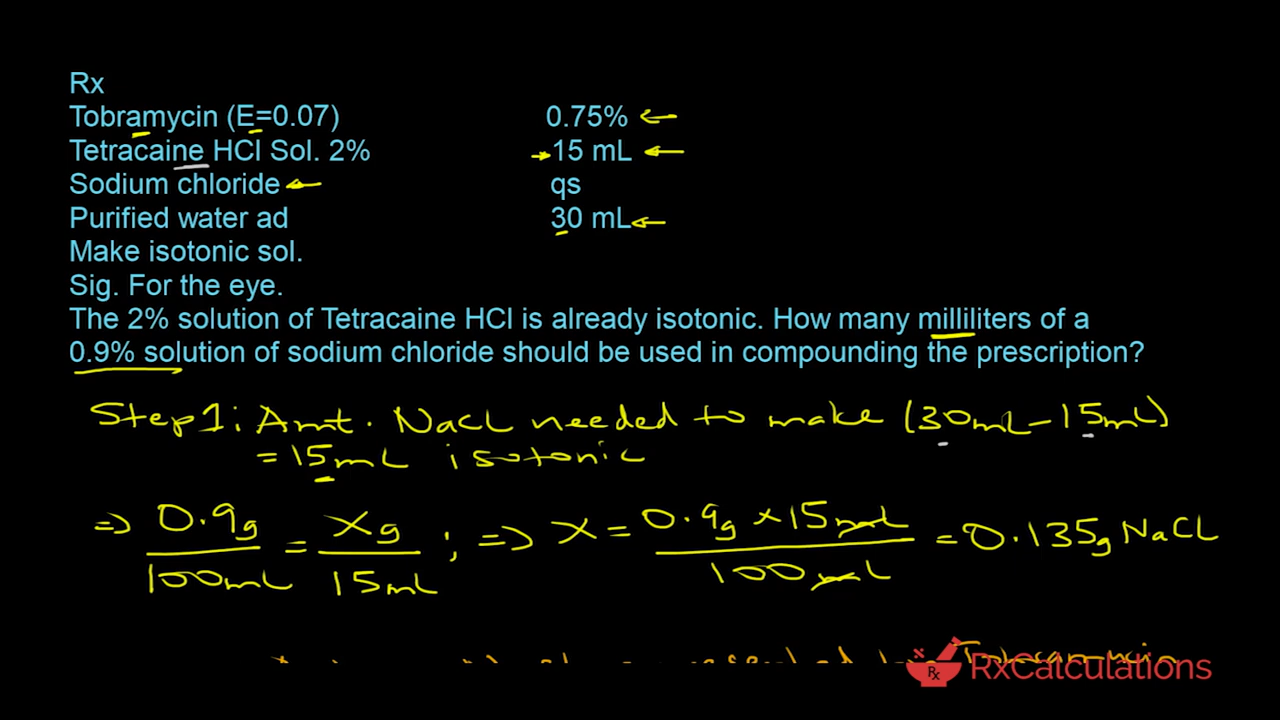 Rx
Tobramycin (E=0.07) 0.75%
Tetracaine HCl Sol. 2% 15 mL
Sodium chloride qs
Purified water ad 30 mL
Make isotonic sol.
Sig. For the eye.
The 2% solution of Tetracaine HCl is already isotonic. How many milliliters of a
0.9% solution of sodium chloride should be used in compounding the prescription?
Step 1: Amt. NaCl needed to make (30mL-15mL)
= 15mL isotonic
⇒ 0.9g/100mL = Xg/15mL ; ⇒ X = 0.9g x 15mL/100mL = 0.135g NaCl
Tobramycin
RxCalculations
Rx